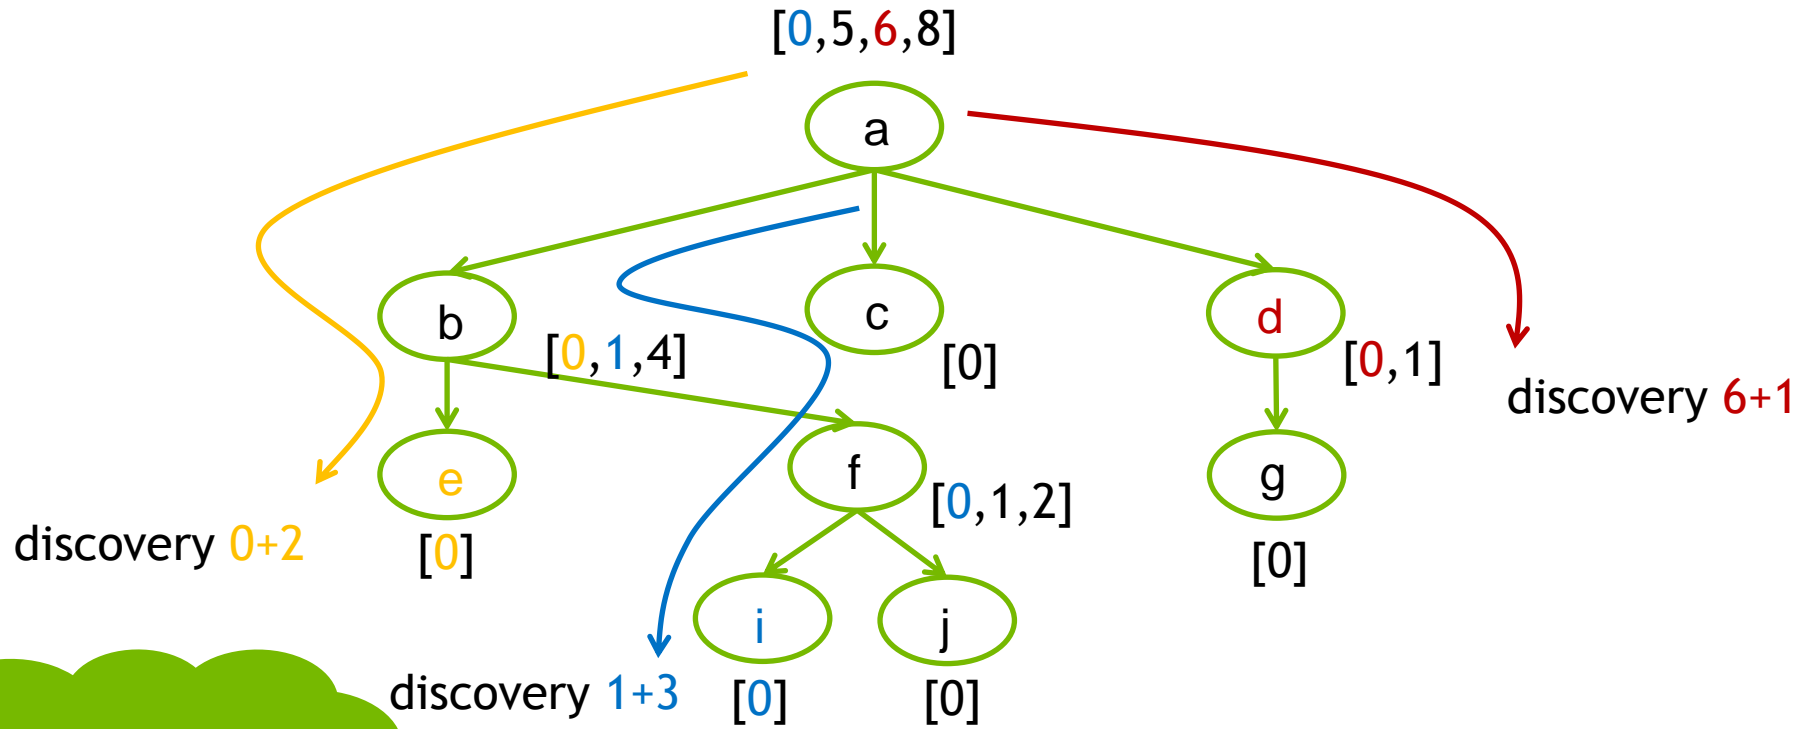 [0,5,6,8]
a
b
c
d
[0,1,4]
[0]
[0,1]
discovery 6+1
e
f
g
[0,1,2]
discovery 0+2
[0]
[0]
i
j
discovery 1+3
[0]
[0]